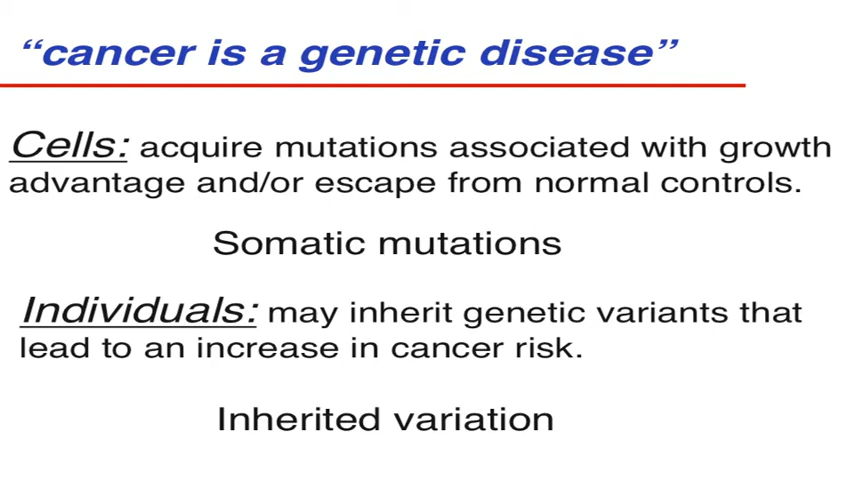 “cancer is a genetic disease”
Cells: acquire mutations associated with growth
advantage and/or escape from normal controls.
Somatic mutations
Individuals: may inherit genetic variants that
lead to an increase in cancer risk.
Inherited variation